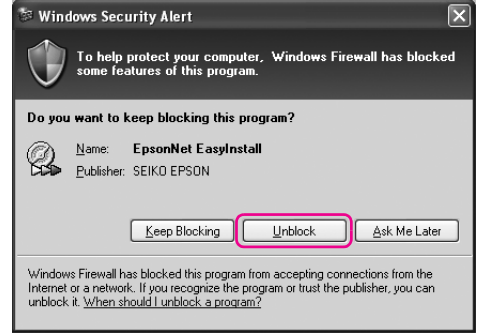 Windows Security Alert
To help protect your computer, Windows Firewall has blocked
some features of this program.
Do you want to keep blocking this program?
Name: EpsonNet EasyInstall
Publisher: SEIKO EPSON
Keep Blocking Unblock Ask Me Later
Windows Firewall has blocked this program from accepting connections from the
Internet or a network. If you recognize the program or trust the publisher, you can
unblock it. When should I unblock a program?